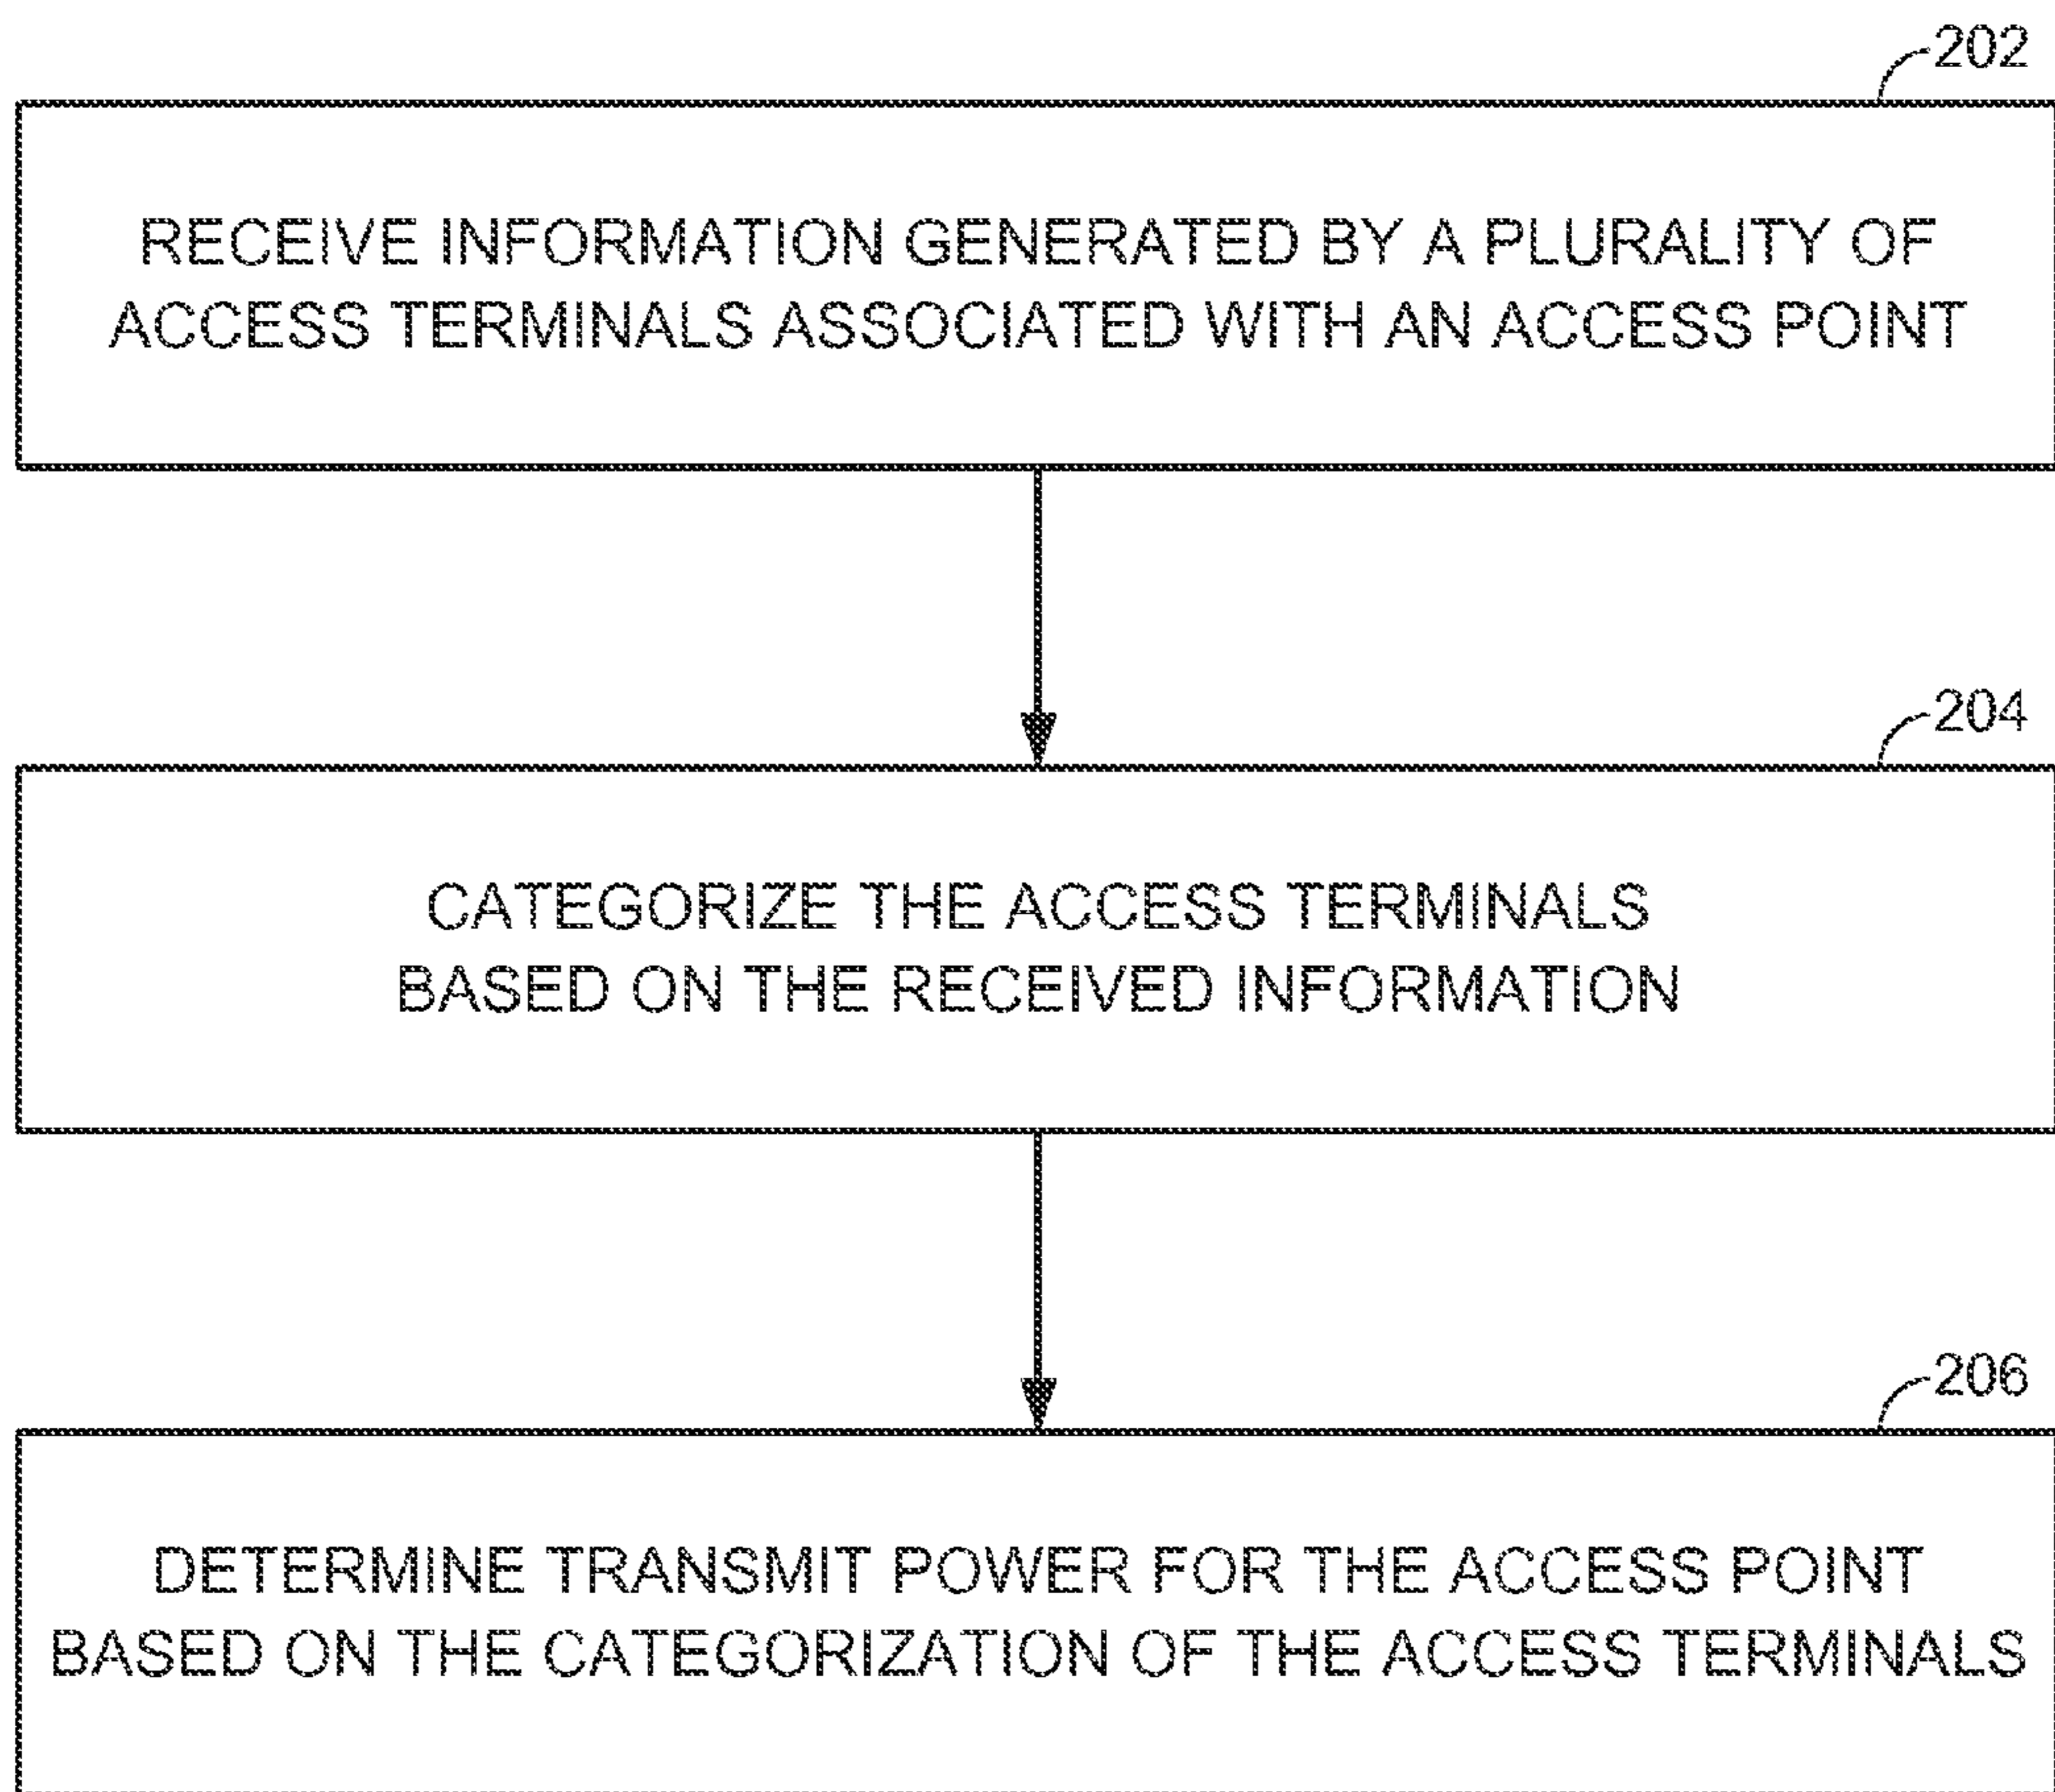 202
RECEIVE INFORMATION GENERATED BY A PLURALITY OF
ACCESS TERMINALS ASSOCIATED WITH AN ACCESS POINT
204
CATEGORIZE THE ACCESS TERMINALS
BASED ON THE RECEIVED INFORMATION
206
DETERMINE TRANSMIT POWER FOR THE ACCESS POINT
BASED ON THE CATEGORIZATION OF THE ACCESS TERMINALS